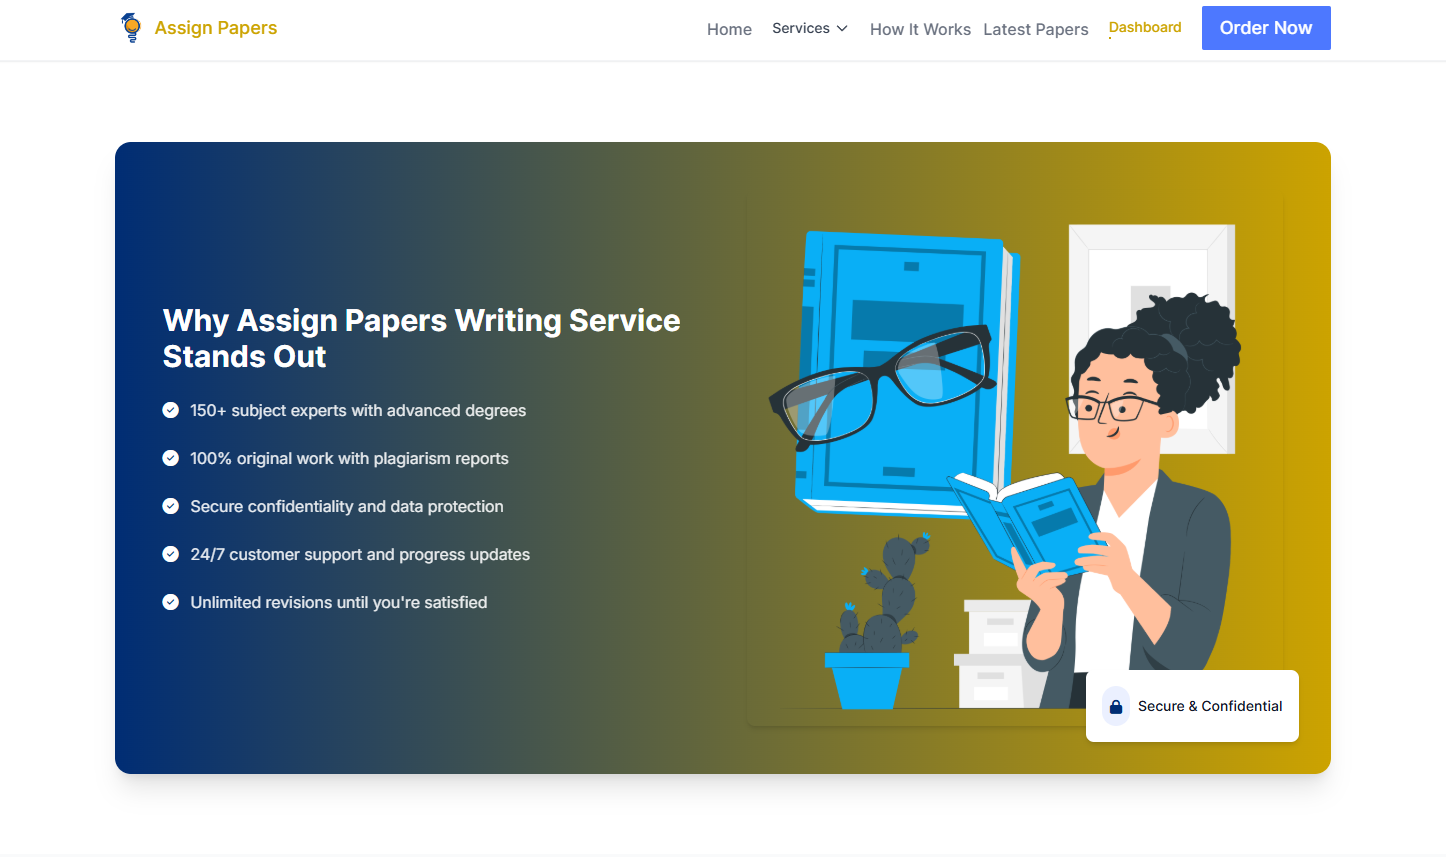 Assign Papers
Home
Services
How It Works
Latest Papers
Dashboard
Order Now
Why Assign Papers Writing Service
Stands Out
150+ subject experts with advanced degrees
100% original work with plagiarism reports
Secure confidentiality and data protection
24/7 customer support and progress updates
Unlimited revisions until you're satisfied
Secure & Confidential